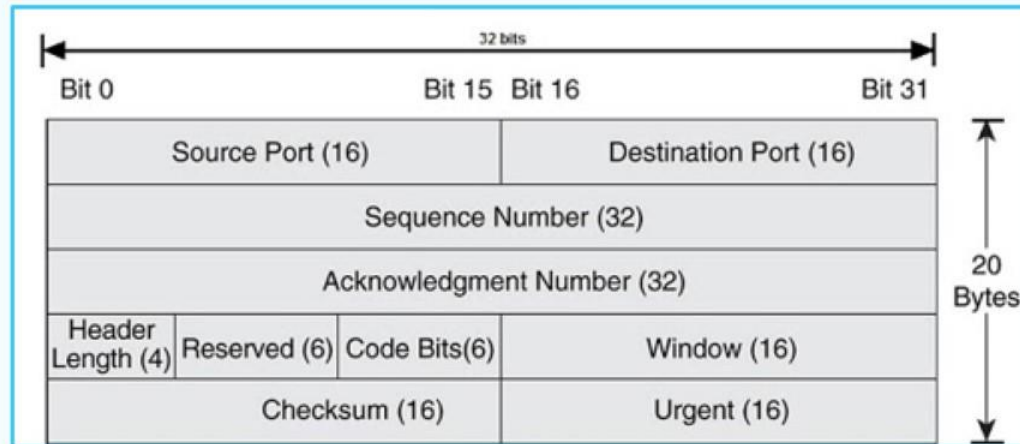 32 bits
Bit 0 Bit 15 Bit 16 Bit 31
Source Port (16) Destination Port (16)
Sequence Number (32)
Acknowledgment Number (32)
20
Bytes
Header
Length (4) Reserved (6) Code Bits(6) Window (16)
Checksum (16) Urgent (16)